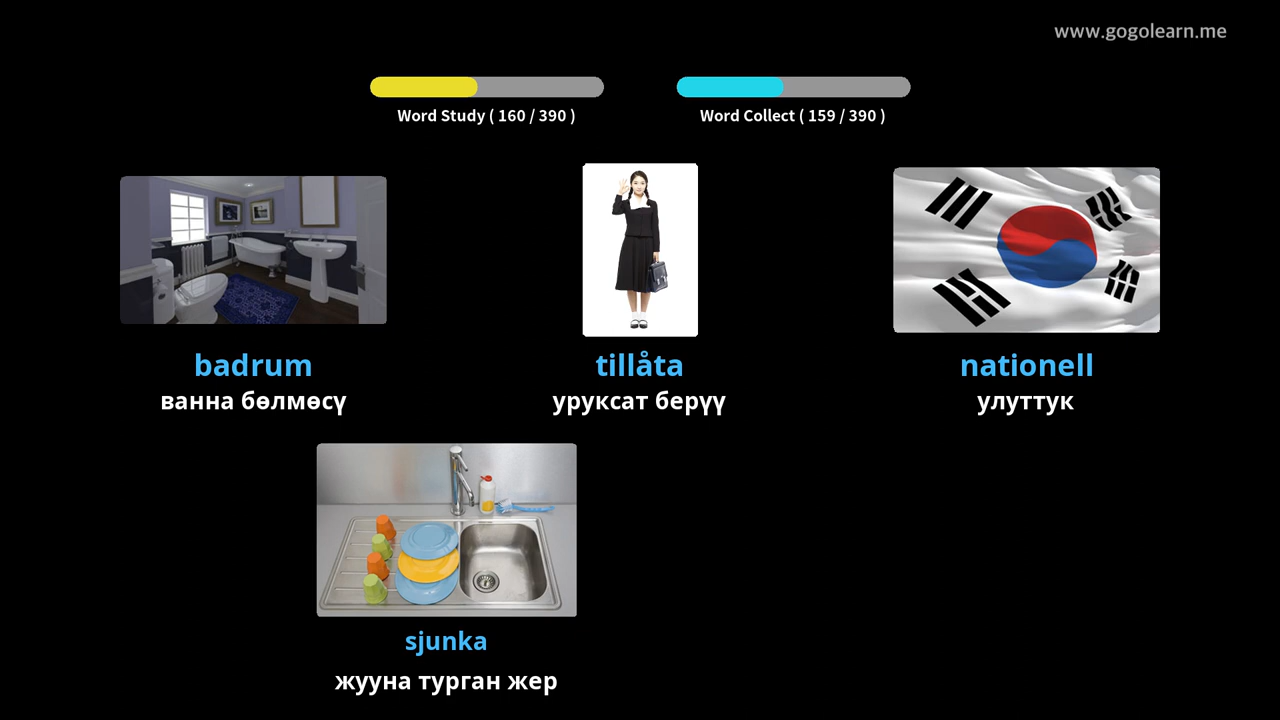 www.gogolearn.me
Word Study ( 160 / 390 )
Word Collect ( 159 / 390 )
badrum
ванна бөлмөсү
tillåta
уруксат берүү
nationell
улуттук
sjunka
жууна турган жер